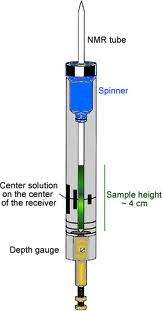 NMR tube
Spinner
Center solution
on the center
of the receiver
Sample height
~ 4 cm
Depth gauge